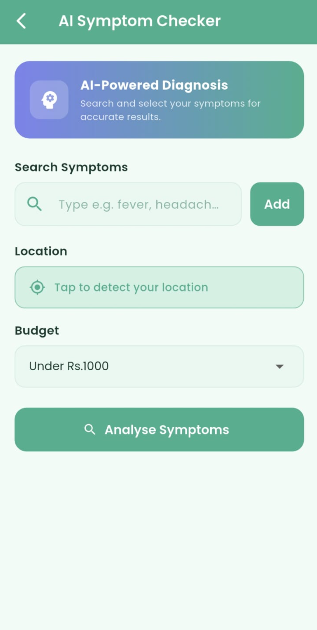 AI Symptom Checker
AI-Powered Diagnosis
Search and select your symptoms for
accurate results.
Search Symptoms
Type e.g. fever, headach...
Add
Location
Tap to detect your location
Budget
Under Rs.1000
Analyse Symptoms